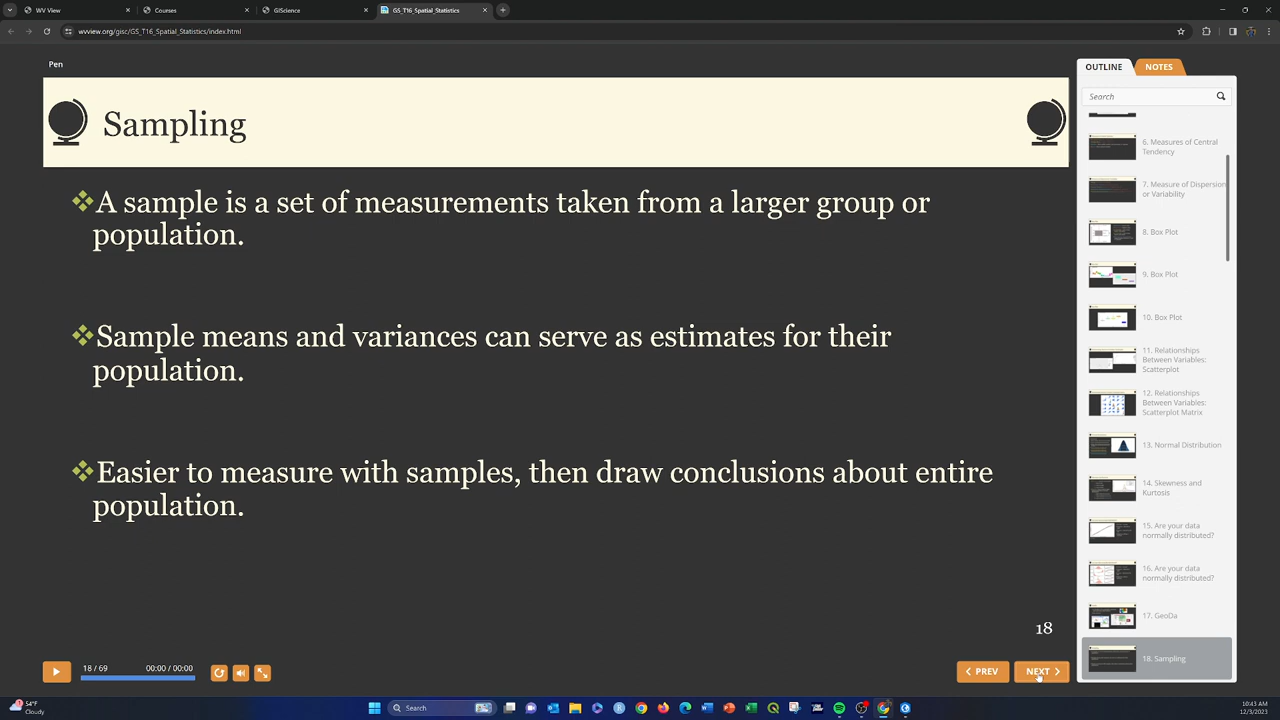 WV View
Courses
GIScience
GS_T16_Spatial_Statistics
wvview.org/gisc/GS_T16_Spatial_Statistics/index.html
Pen
Sampling
A sample is a set of measurements taken from a larger group or
population.
Sample means and variances can serve as estimates for their
population.
Easier to measure with samples, then draw conclusions about entire
population.
18
18 / 69
00:00 / 00:00
PREV
NEXT
OUTLINE
NOTES
Search
6. Measures of Central
Tendency
7. Measure of Dispersion
or Variability
8. Box Plot
9. Box Plot
10. Box Plot
11. Relationships
Between Variables:
Scatterplot
12. Relationships
Between Variables:
Scatterplot Matrix
13. Normal Distribution
14. Skewness and
Kurtosis
15. Are your data
normally distributed?
16. Are your data
normally distributed?
17. GeoDa
18. Sampling
54°F
Cloudy
Search
10:43 AM
12/3/2023